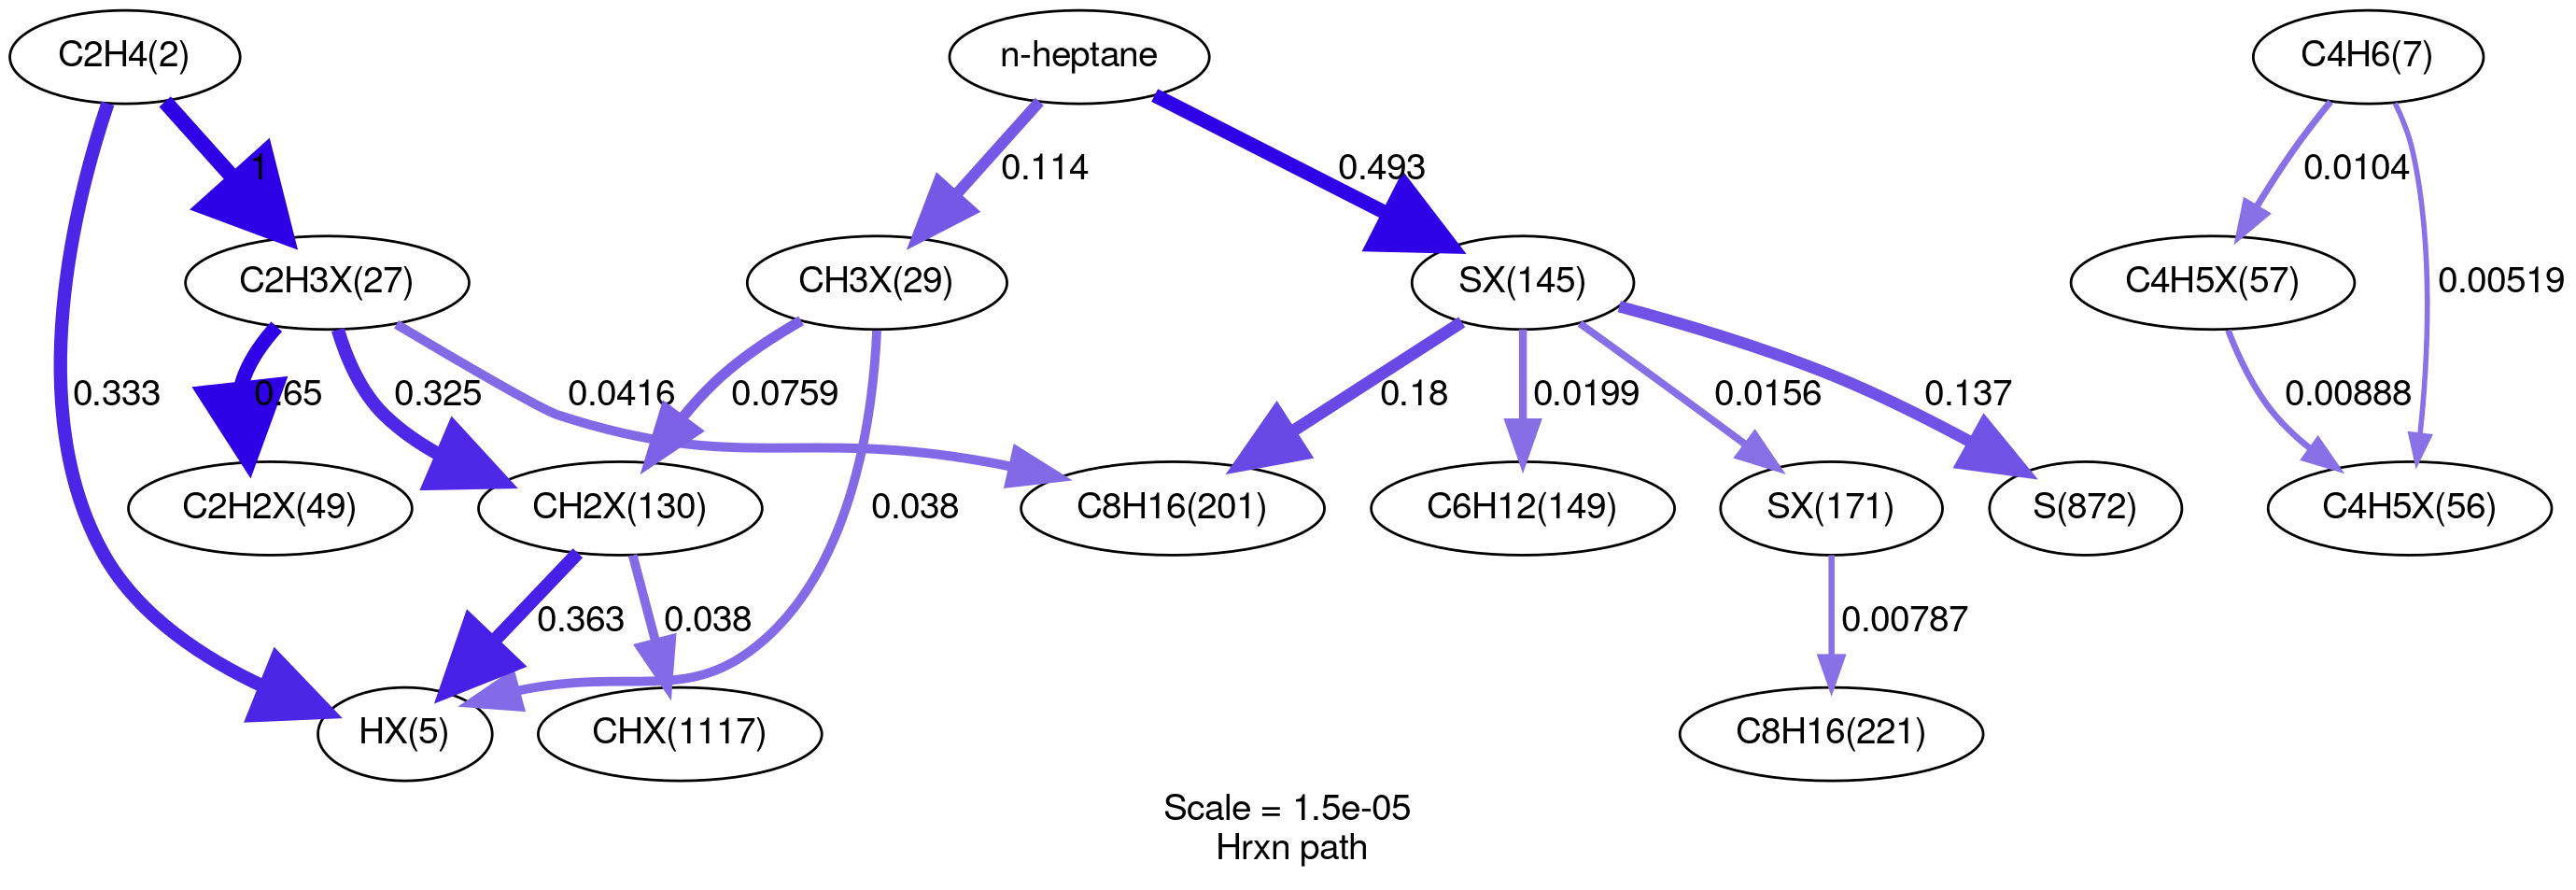 C2H4(2)
n-heptane
C4H6(7)
1
0.114
0.493
0.0104
C2H3X(27)
CH3X(29)
SX(145)
C4H5X(57)
0.00519
0.333
0.65
0.325
0.0416
0.0759
0.18
0.0199
0.0156
0.137
0.00888
C2H2X(49)
CH2X(130)
0.038
C8H16(201)
C6H12(149)
SX(171)
S(872)
C4H5X(56)
0.363
0.038
0.00787
HX(5)
CHX(1117)
C8H16(221)
Scale = 1.5e-05
Hrxn path